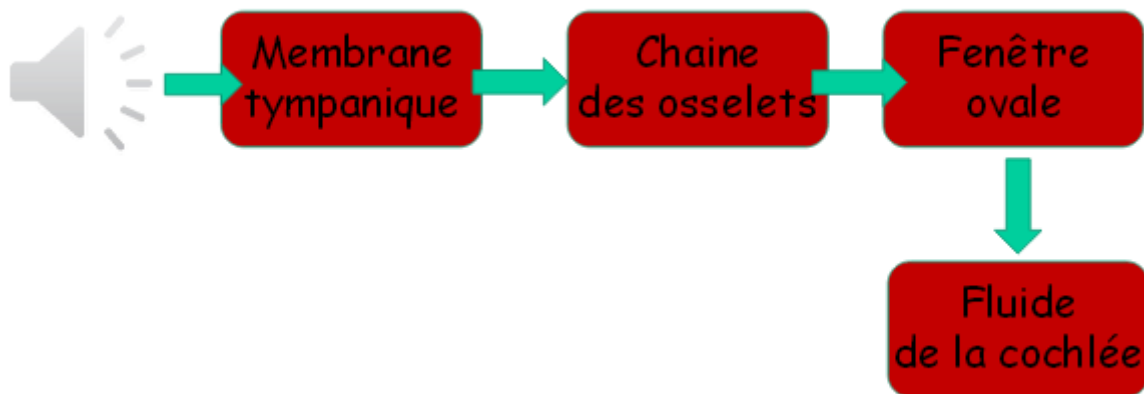 Membrane
tympanique
Chaine
des osselets
Fenêtre
ovale
Fluide
de la cochlée